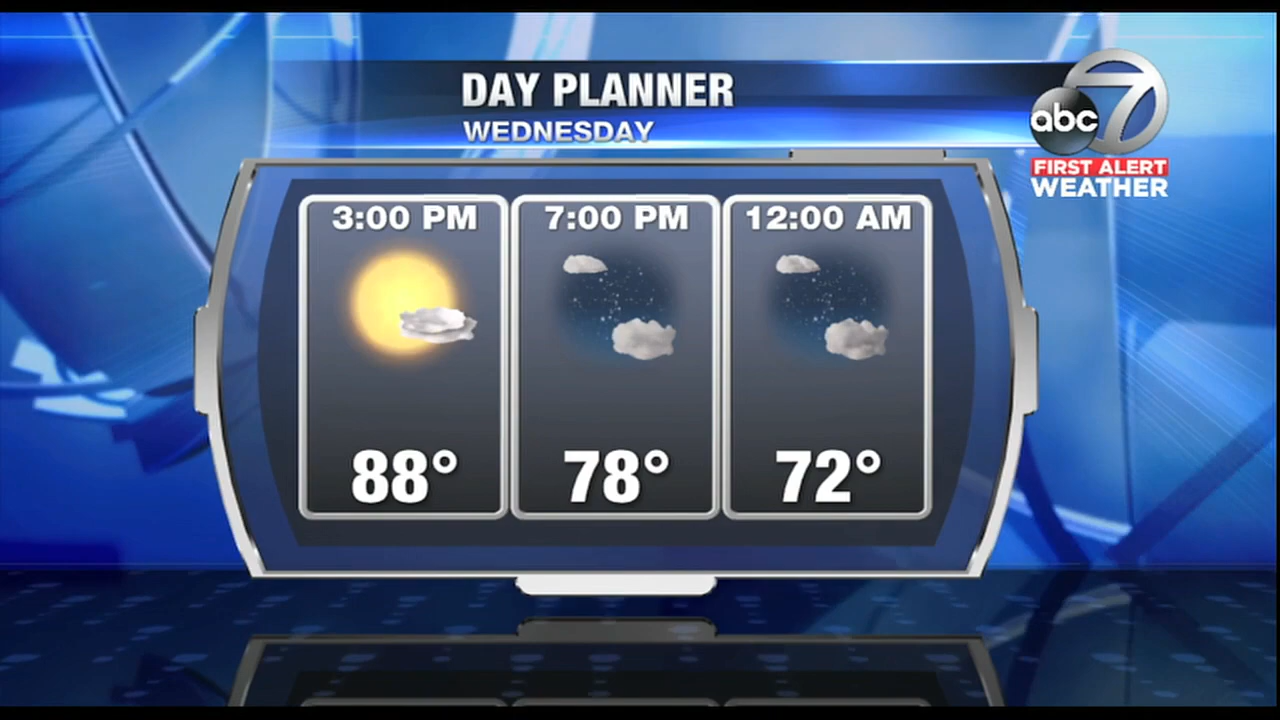 DAY PLANNER
WEDNESDAY
abc 7
FIRST ALERT
WEATHER
3:00 PM 7:00 PM 12:00 AM
88° 78° 72°